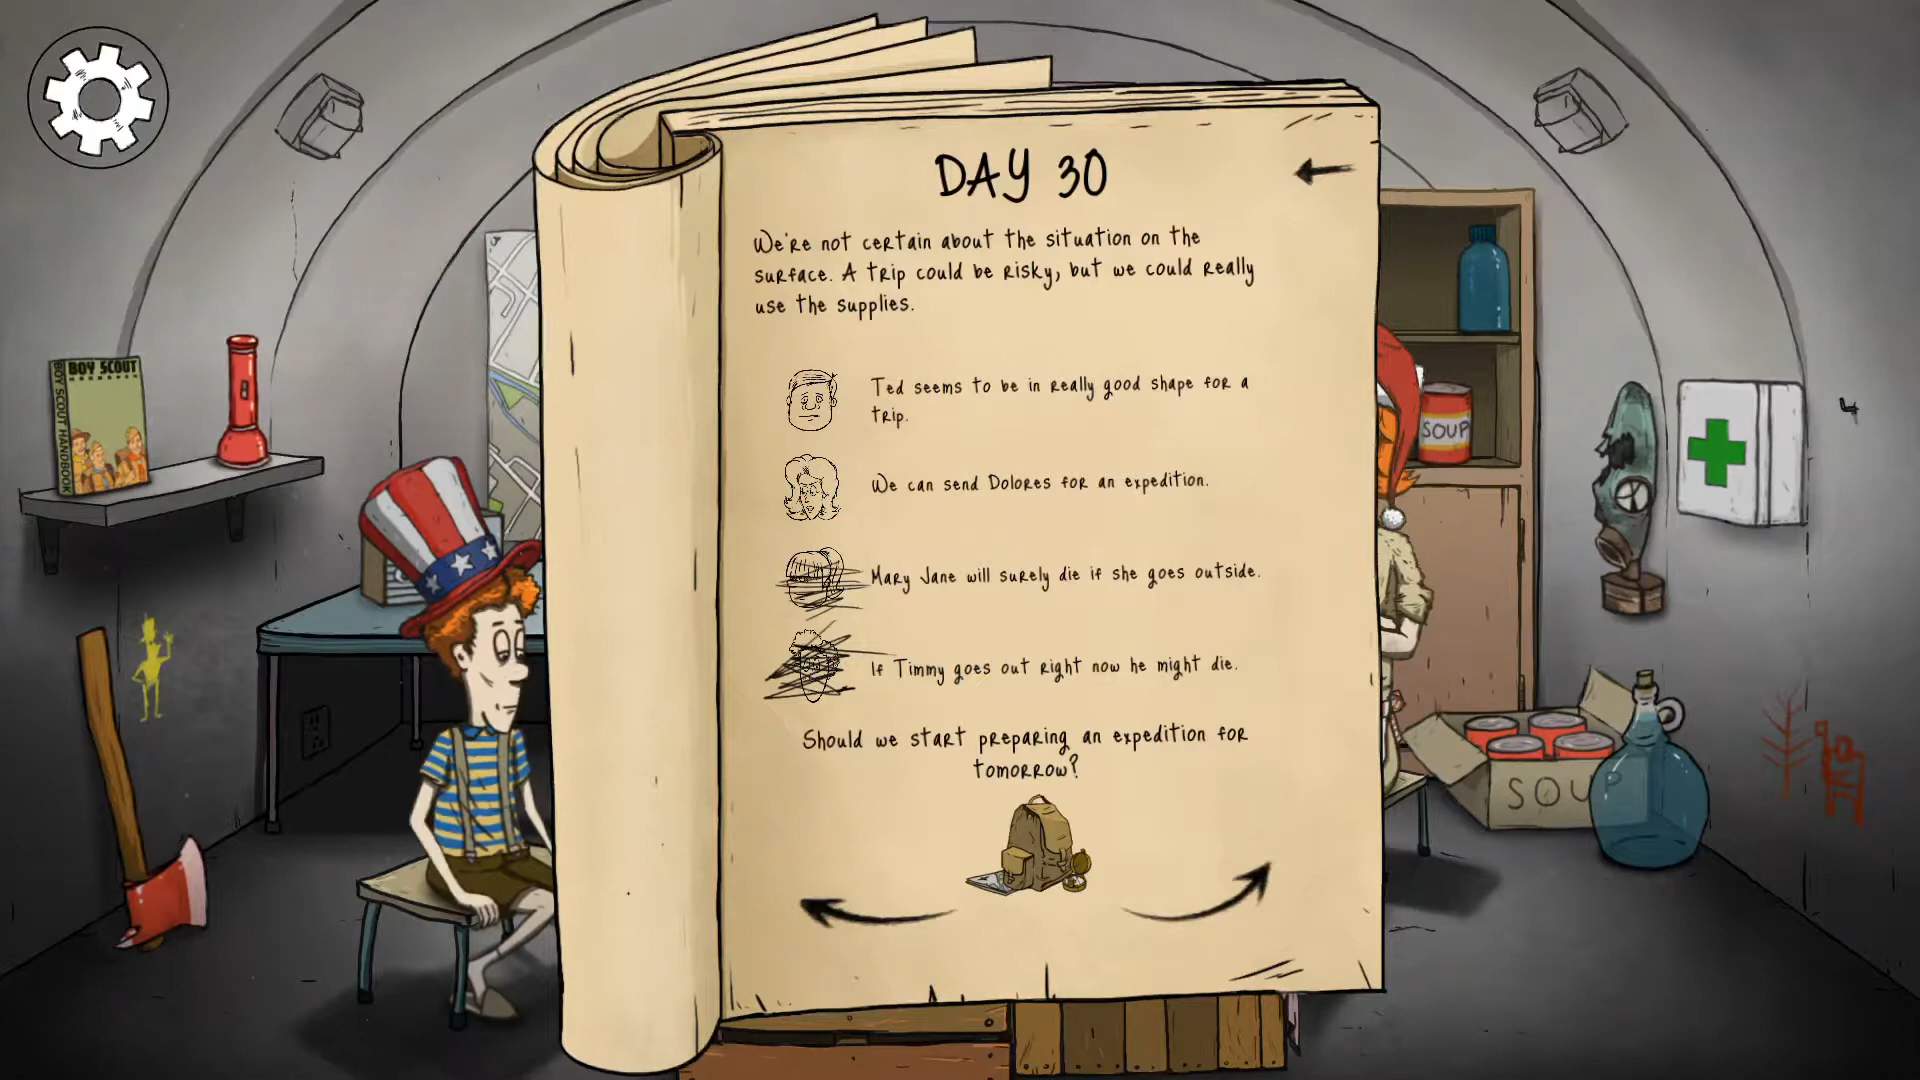 DAY 30
We're not certain about the situation on the
surface. A trip could be risky, but we could really
use the supplies.
Ted seems to be in really good shape for a
trip.
We can send Dolores for an expedition.
Mary Jane will surely die if she goes outside.
If Timmy goes out right now he might die.
Should we start preparing an expedition for
tomorrow?
BOY SCOUT
HANDBOOK
BOY SCOUT HANDBOOK
SOUP
SOU